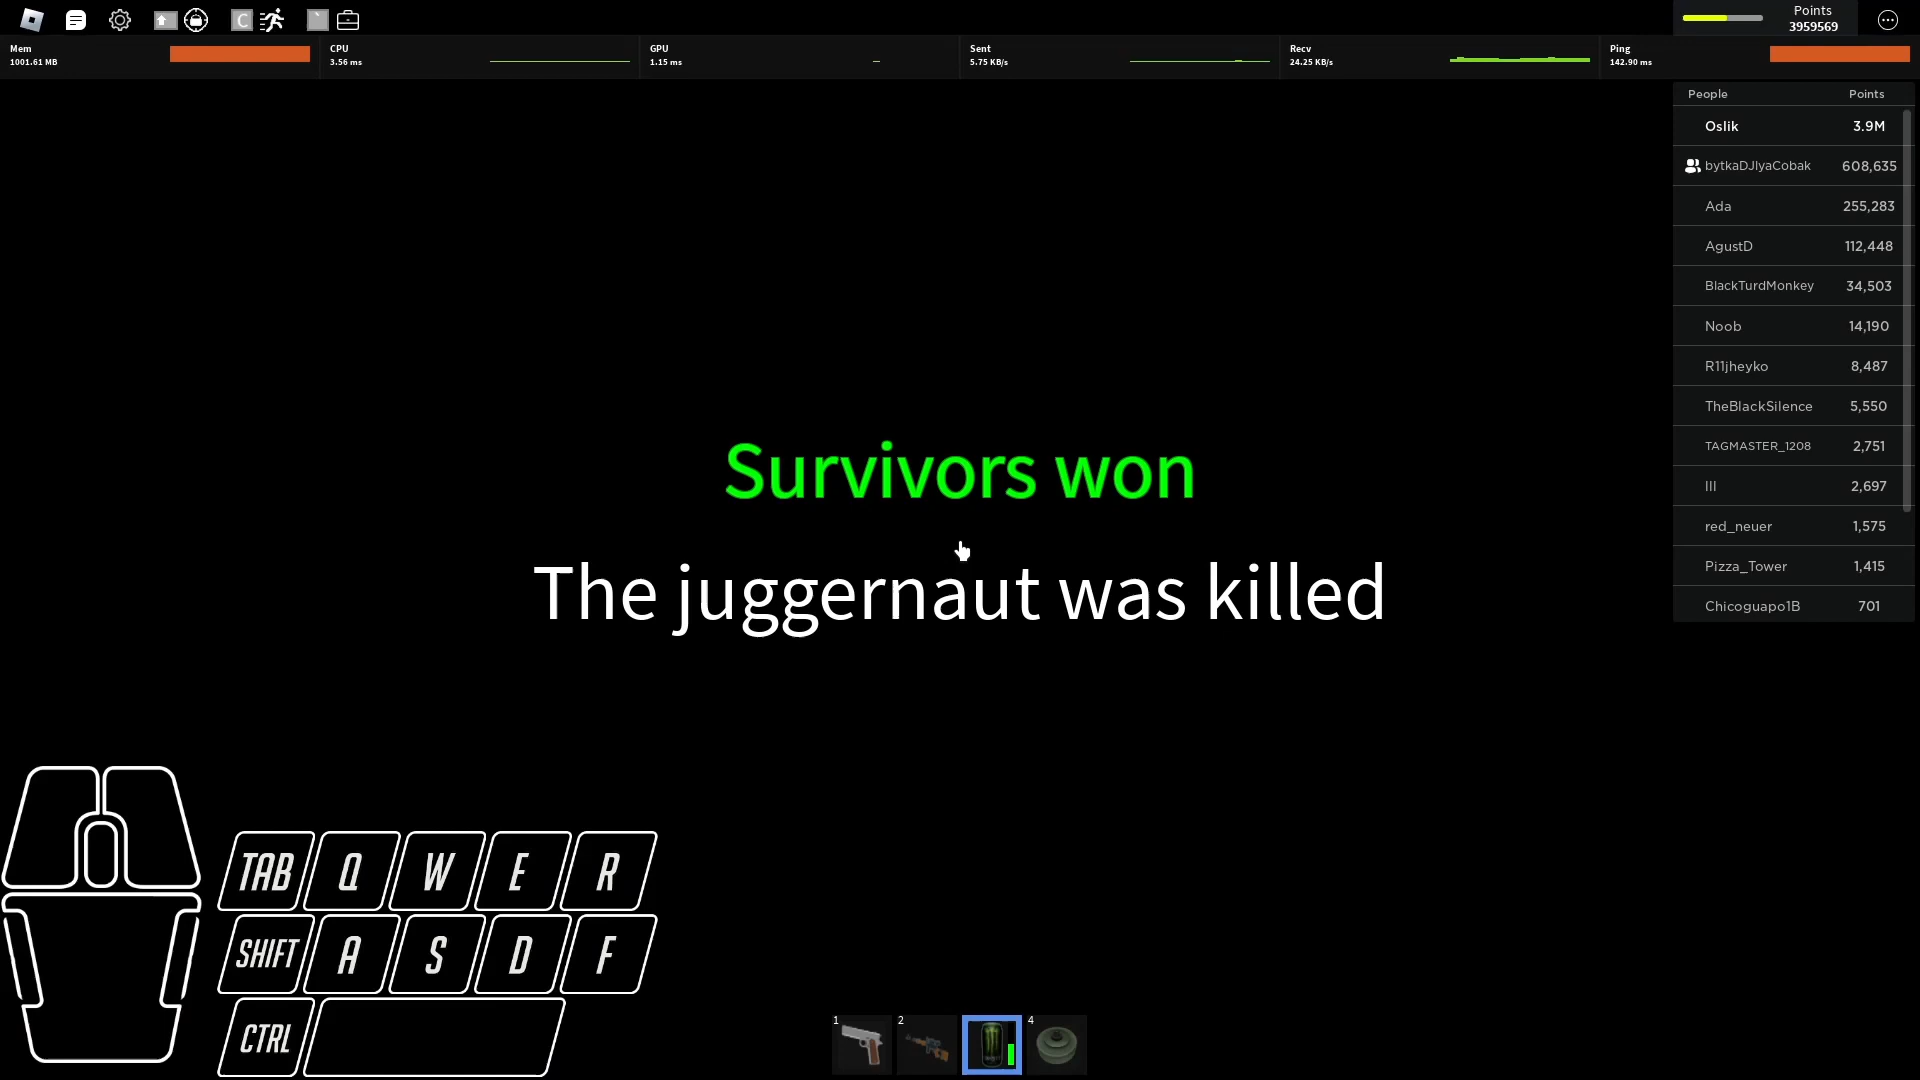 C
`
Points
3959569
Mem
1001.61 MB
CPU
3.56 ms
GPU
1.15 ms
Sent
5.75 KB/s
Recv
24.25 KB/s
Ping
142.90 ms
People Points
Oslik 3.9M
bytkaDJlyaCobak 608,635
Ada 255,283
AgustD 112,448
BlackTurdMonkey 34,503
Noob 14,190
R11jheyko 8,487
TheBlackSilence 5,550
TAGMASTER_1208 2,751
III 2,697
red_neuer 1,575
Pizza_Tower 1,415
Chicoguapo1B 701
Survivors won
The juggernaut was killed
TAB Q W E R
SHIFT A S D F
CTRL
1 2 4